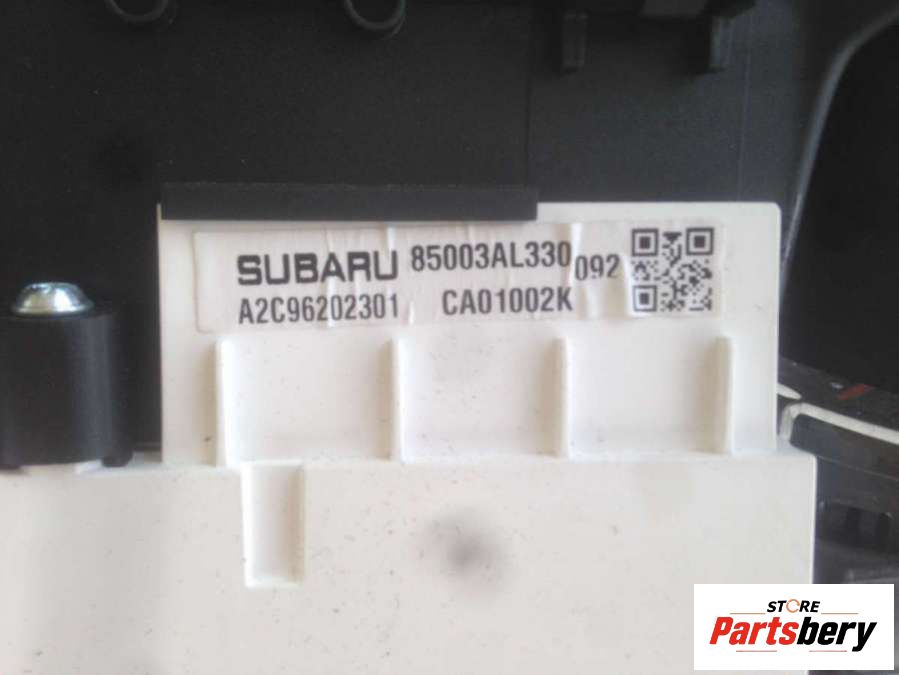 SUBARU 85003AL330 092
A2C96202301 CA01002K
STORE
Partsbery